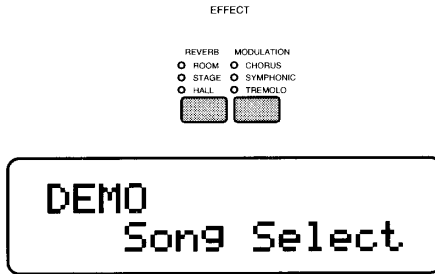 EFFECT
REVERB MODULATION
ROOM CHORUS
STAGE SYMPHONIC
HALL TREMOLO
DEMO
Song Select